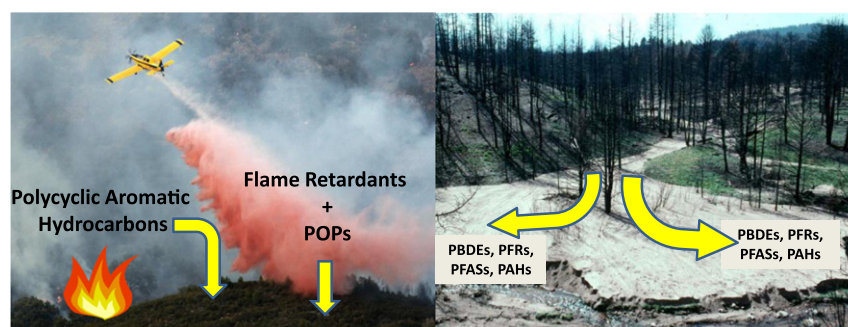 Polycyclic Aromatic
Hydrocarbons
Flame Retardants
+
POPs
PBDEs, PFRs,
PFASs, PAHs
PBDEs, PFRs,
PFASs, PAHs